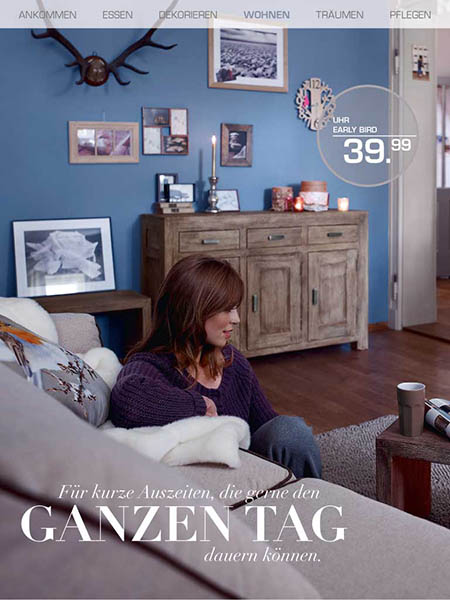 ANKOMMEN ESSEN DEKORIEREN WOHNEN TRÄUMEN PFLEGEN
UHR
EARLY BIRD
39.99
Für kurze Auszeiten, die gerne den
GANZEN TAG
dauern können.